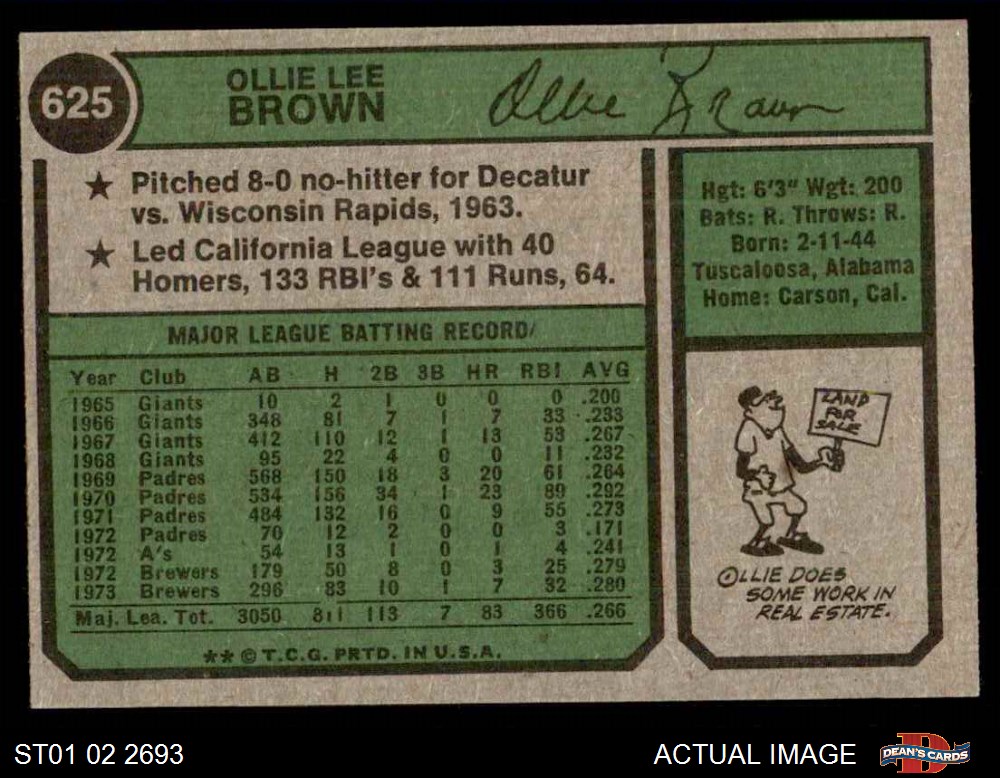 625
OLLIE LEE
BROWN
Ollie Brown
★ Pitched 8-0 no-hitter for Decatur
vs. Wisconsin Rapids, 1963.
★ Led California League with 40
Homers, 133 RBI's & 111 Runs, 64.
Hgt: 6'3" Wgt: 200
Bats: R. Throws: R.
Born: 2-11-44
Tuscaloosa, Alabama
Home: Carson, Cal.
MAJOR LEAGUE BATTING RECORD
Year Club AB H 2B 3B HR RBI AVG
1965 Giants 10 2 1 0 0 0 .200
1966 Giants 348 81 7 1 7 33 .233
1967 Giants 412 110 12 1 13 53 .267
1968 Giants 95 22 4 0 0 11 .232
1969 Padres 568 150 18 3 20 61 .264
1970 Padres 534 156 34 1 23 89 .292
1971 Padres 484 132 16 0 9 55 .273
1972 Padres 70 12 2 0 0 3 .171
1972 A's 54 13 1 0 1 4 .241
1972 Brewers 179 50 8 0 3 25 .279
1973 Brewers 296 83 10 1 7 32 .280
Maj. Lea. Tot. 3050 811 113 7 83 366 .266
** © T.C.G. PRTD. IN U.S.A.
LAND
FOR
SALE
OLLIE DOES
SOME WORK IN
REAL ESTATE.
ST01 02 2693
ACTUAL IMAGE
DEAN'S CARDS